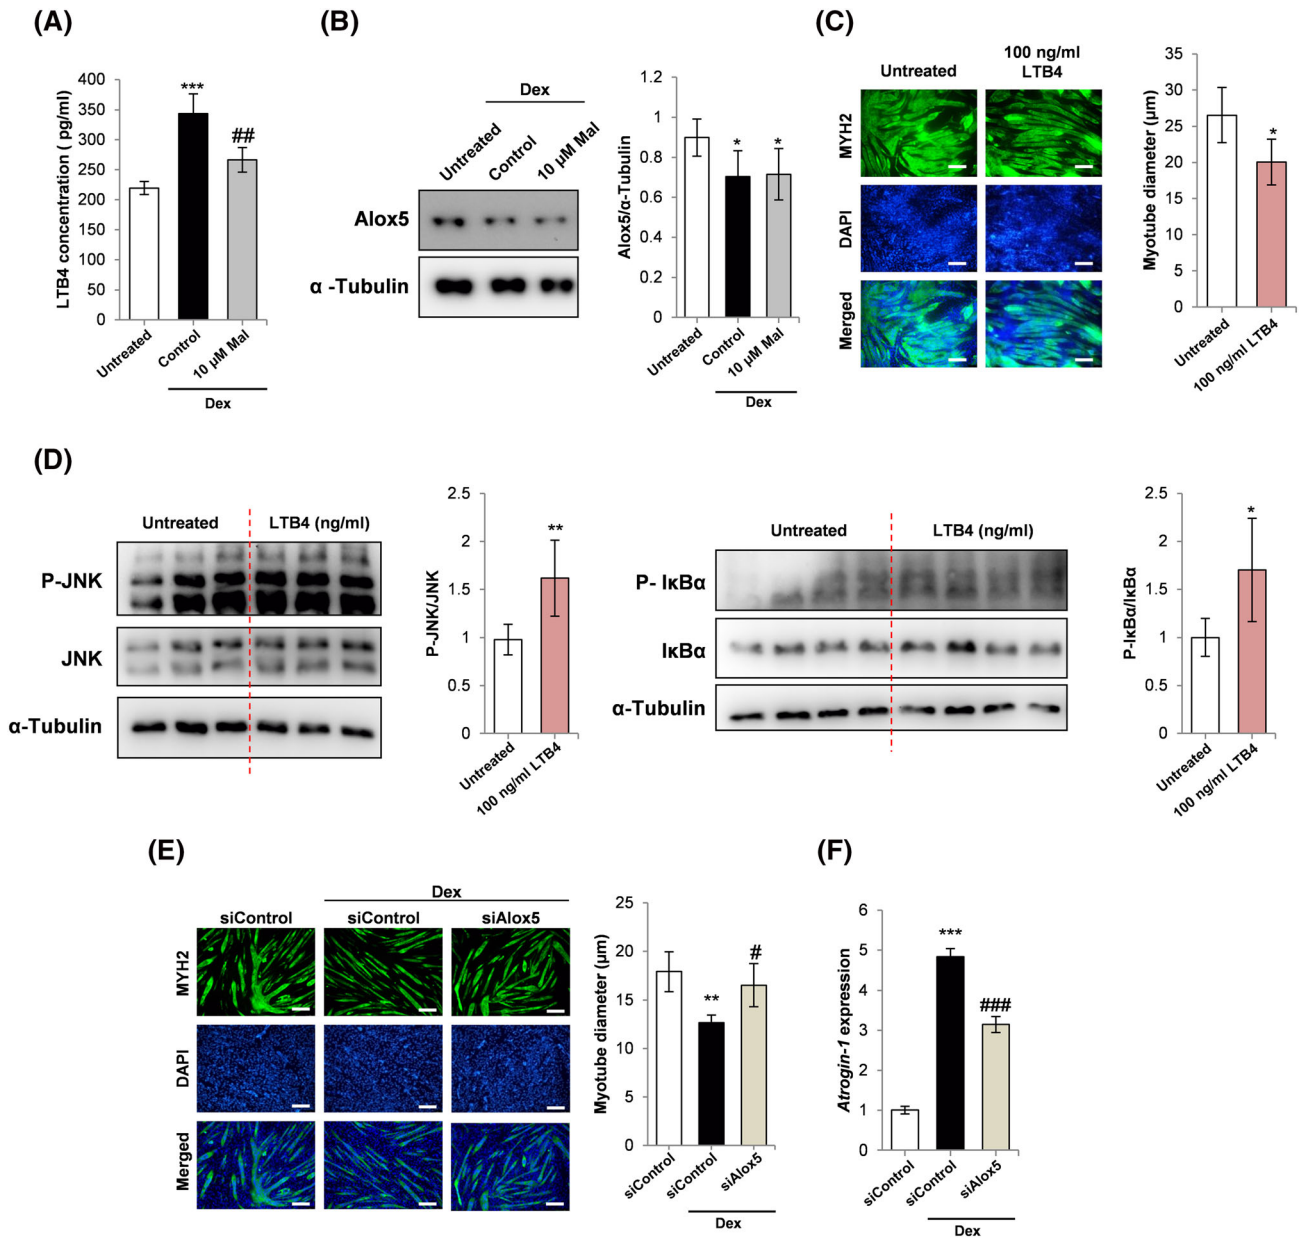 (A)
400
350
300
250
200
150
100
50
0
LTB4 concentration ( pg/ml)
***
##
Untreated
Control
10 µM Mal
Dex
(B)
Dex
Untreated
Control
10 µM Mal
Alox5
α -Tubulin
1.2
1
0.8
0.6
0.4
0.2
0
Alox5/α-Tubulin
*
*
Untreated
Control
10 µM Mal
Dex
(C)
Untreated
100 ng/ml
LTB4
MYH2
DAPI
Merged
35
30
25
20
15
10
5
0
Myotube diameter (µm)
*
Untreated
100 ng/ml LTB4
(D)
Untreated
LTB4 (ng/ml)
P-JNK
JNK
α-Tubulin
2.5
2
1.5
1
0.5
0
P-JNK/JNK
**
Untreated
100 ng/ml LTB4
Untreated
LTB4 (ng/ml)
P- IκBα
IκBα
α-Tubulin
2.5
2
1.5
1
0.5
0
P-IκBα/IκBα
*
Untreated
100 ng/ml LTB4
(E)
Dex
siControl
siControl
siAlox5
MYH2
DAPI
Merged
25
20
15
10
5
0
Myotube diameter (µm)
**
#
siControl
siControl
siAlox5
Dex
(F)
6
5
4
3
2
1
0
Atrogin-1 expression
***
###
siControl
siControl
siAlox5
Dex